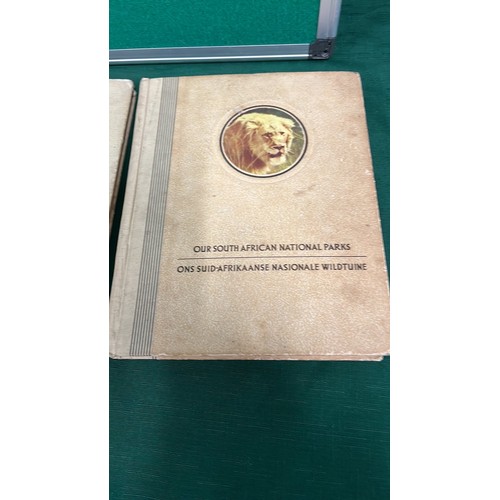 OUR SOUTH AFRICAN NATIONAL PARKS
ONS SUID-AFRIKAANSE NASIONALE WILDTUINE